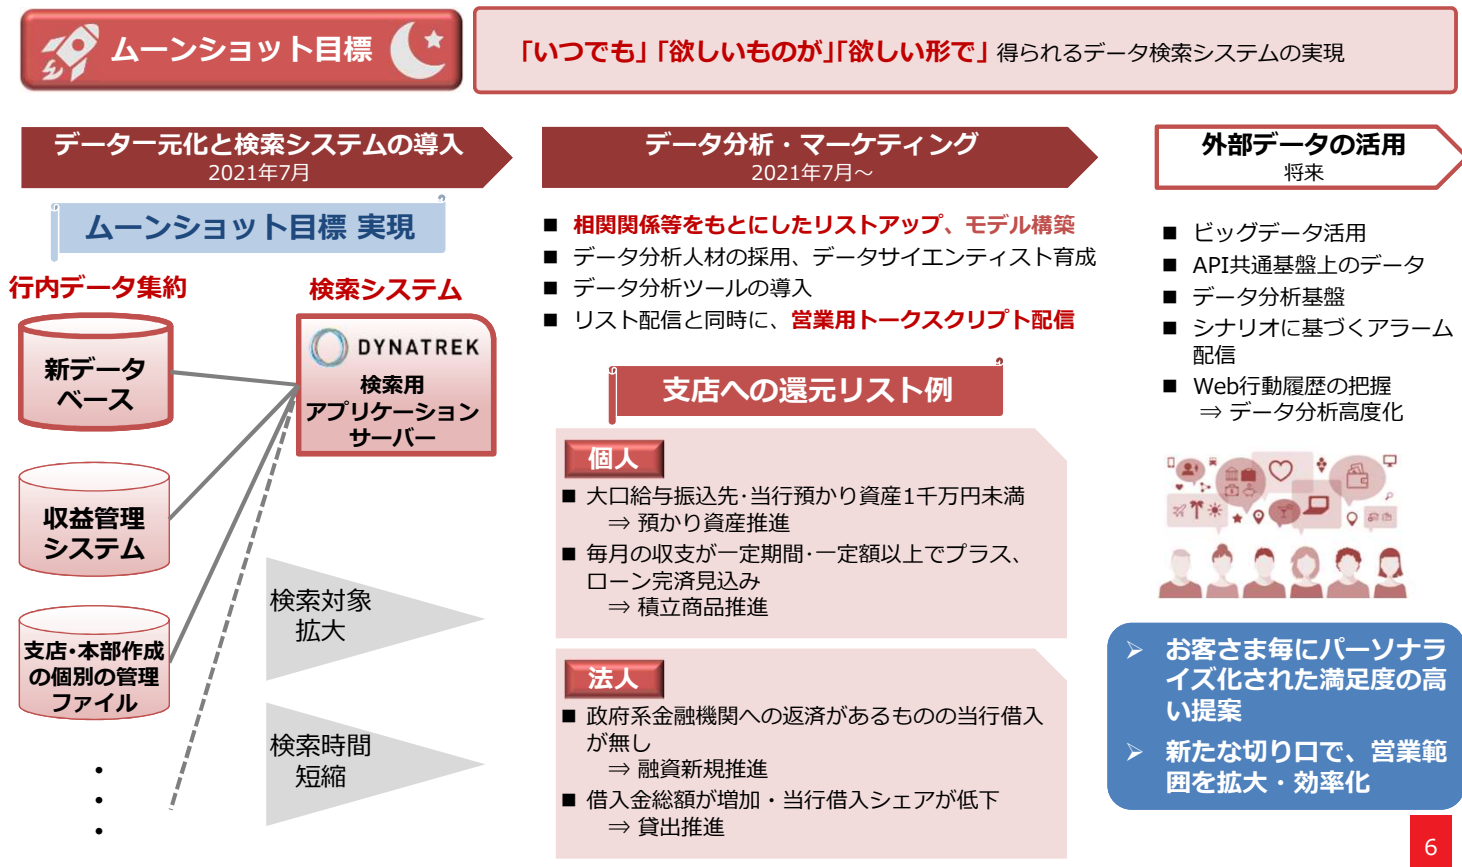 ムーンショット目標
「いつでも」「欲しいものが」「欲しい形で」 得られるデータ検索システムの実現
データ一元化と検索システムの導入
2021年7月
ムーンショット目標 実現
行内データ集約
検索システム
新データ
ベース
DYNATREK
検索用
アプリケーション
サーバー
収益管理
システム
支店・本部作成
の個別の管理
ファイル
・
・
・
検索対象
拡大
検索時間
短縮
データ分析・マーケティング
2021年7月～
■ 相関関係等をもとにしたリストアップ、モデル構築
■ データ分析人材の採用、データサイエンティスト育成
■ データ分析ツールの導入
■ リスト配信と同時に、営業用トークスクリプト配信
支店への還元リスト例
個人
■ 大口給与振込先・当行預かり資産1千万円未満
⇒ 預かり資産推進
■ 毎月の収支が一定期間・一定額以上でプラス、
ローン完済見込み
⇒ 積立商品推進
法人
■ 政府系金融機関への返済があるものの当行借入
が無し
⇒ 融資新規推進
■ 借入金総額が増加・当行借入シェアが低下
⇒ 貸出推進
外部データの活用
将来
■ ビッグデータ活用
■ API共通基盤上のデータ
■ データ分析基盤
■ シナリオに基づくアラーム
配信
■ Web行動履歴の把握
⇒ データ分析高度化
➢ お客さま毎にパーソナラ
イズ化された満足度の高
い提案
➢ 新たな切り口で、営業範
囲を拡大・効率化
6